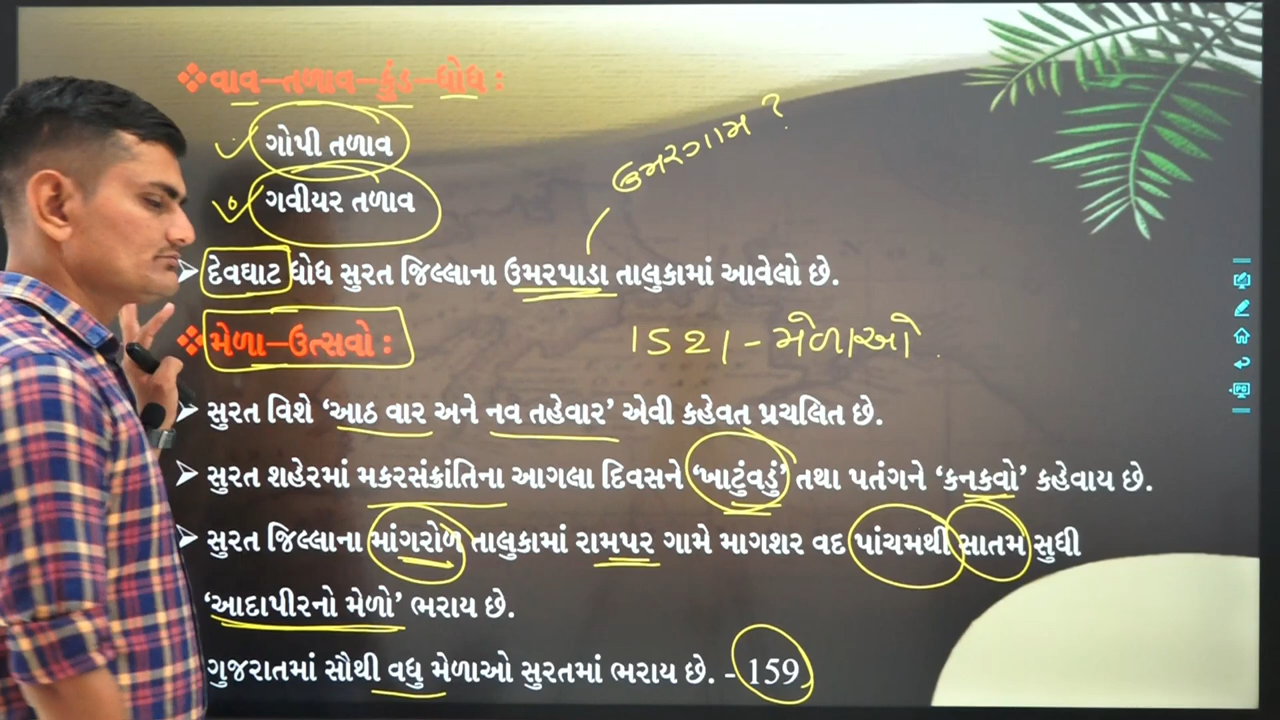 ❖વાવ–તળાવ–કુંડ–ધોધ :
ગોપી તળાવ
ઉમરગામ ?
ગવીયર તળાવ
➢ દેવઘાટ ધોધ સુરત જિલ્લાના ઉમરપાડા તાલુકામાં આવેલો છે.
❖મેળા–ઉત્સવો :
1521 - મેળાઓ.
➢ સુરત વિશે ‘આઠ વાર અને નવ તહેવાર’ એવી કહેવત પ્રચલિત છે.
➢ સુરત શહેરમાં મકરસંક્રાંતિના આગલા દિવસને ‘ખાટુંવડું’ તથા પતંગને ‘કનકવો’ કહેવાય છે.
➢ સુરત જિલ્લાના માંગરોળ તાલુકામાં રામપર ગામે માગશર વદ પાંચમથી સાતમ સુધી
‘આદાપીરનો મેળો’ ભરાય છે.
ગુજરાતમાં સૌથી વધુ મેળાઓ સુરતમાં ભરાય છે. - 159